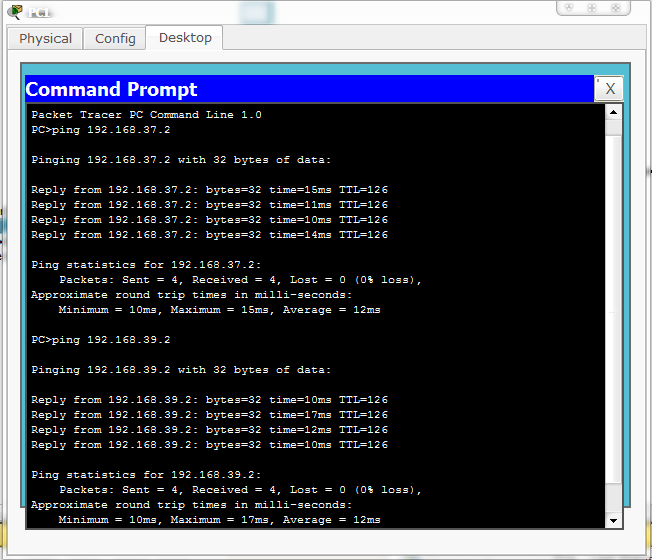 PC1
Physical
Config
Desktop
Command Prompt
X
Packet Tracer PC Command Line 1.0
PC>ping 192.168.37.2
Pinging 192.168.37.2 with 32 bytes of data:
Reply from 192.168.37.2: bytes=32 time=15ms TTL=126
Reply from 192.168.37.2: bytes=32 time=11ms TTL=126
Reply from 192.168.37.2: bytes=32 time=10ms TTL=126
Reply from 192.168.37.2: bytes=32 time=14ms TTL=126
Ping statistics for 192.168.37.2:
    Packets: Sent = 4, Received = 4, Lost = 0 (0% loss),
Approximate round trip times in milli-seconds:
    Minimum = 10ms, Maximum = 15ms, Average = 12ms
PC>ping 192.168.39.2
Pinging 192.168.39.2 with 32 bytes of data:
Reply from 192.168.39.2: bytes=32 time=10ms TTL=126
Reply from 192.168.39.2: bytes=32 time=17ms TTL=126
Reply from 192.168.39.2: bytes=32 time=12ms TTL=126
Reply from 192.168.39.2: bytes=32 time=10ms TTL=126
Ping statistics for 192.168.39.2:
    Packets: Sent = 4, Received = 4, Lost = 0 (0% loss),
Approximate round trip times in milli-seconds:
    Minimum = 10ms, Maximum = 17ms, Average = 12ms